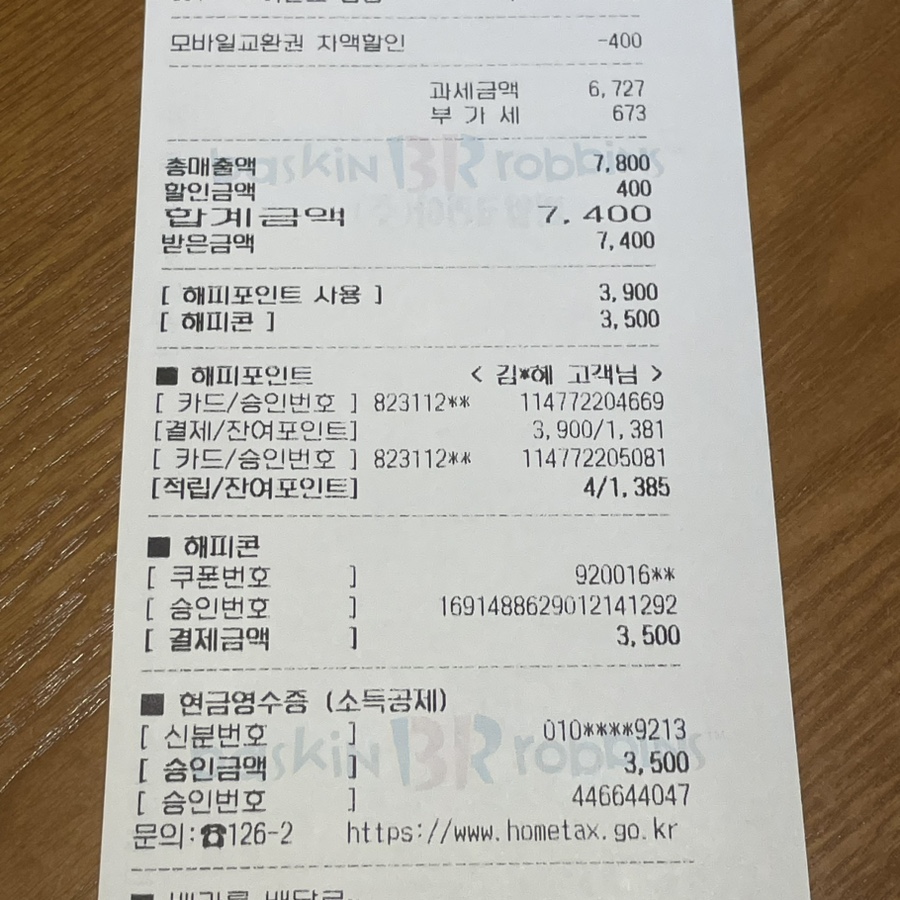 모바일교환권 차액할인 -400
과세금액 6,727
부 가 세 673
baskin BR robbins
총매출액 7,800
할인금액 400
합계금액 7,400
받은금액 7,400
[ 해피포인트 사용 ] 3,900
[ 해피콘 ] 3,500
■ 해피포인트 < 김*혜 고객님 >
[ 카드/승인번호 ] 823112** 114772204669
[결제/잔여포인트] 3,900/1,381
[ 카드/승인번호 ] 823112** 114772205081
[적립/잔여포인트] 4/1,385
■ 해피콘
[ 쿠폰번호 ] 920016**
[ 승인번호 ] 1691488629012141292
[ 결제금액 ] 3,500
■ 현금영수증 (소득공제)
[ 신분번호 ] 010****9213
baskin BR robbins
[ 승인금액 ] 3,500
[ 승인번호 ] 446644047
문의:☎126-2 https://www.hometax.go.kr